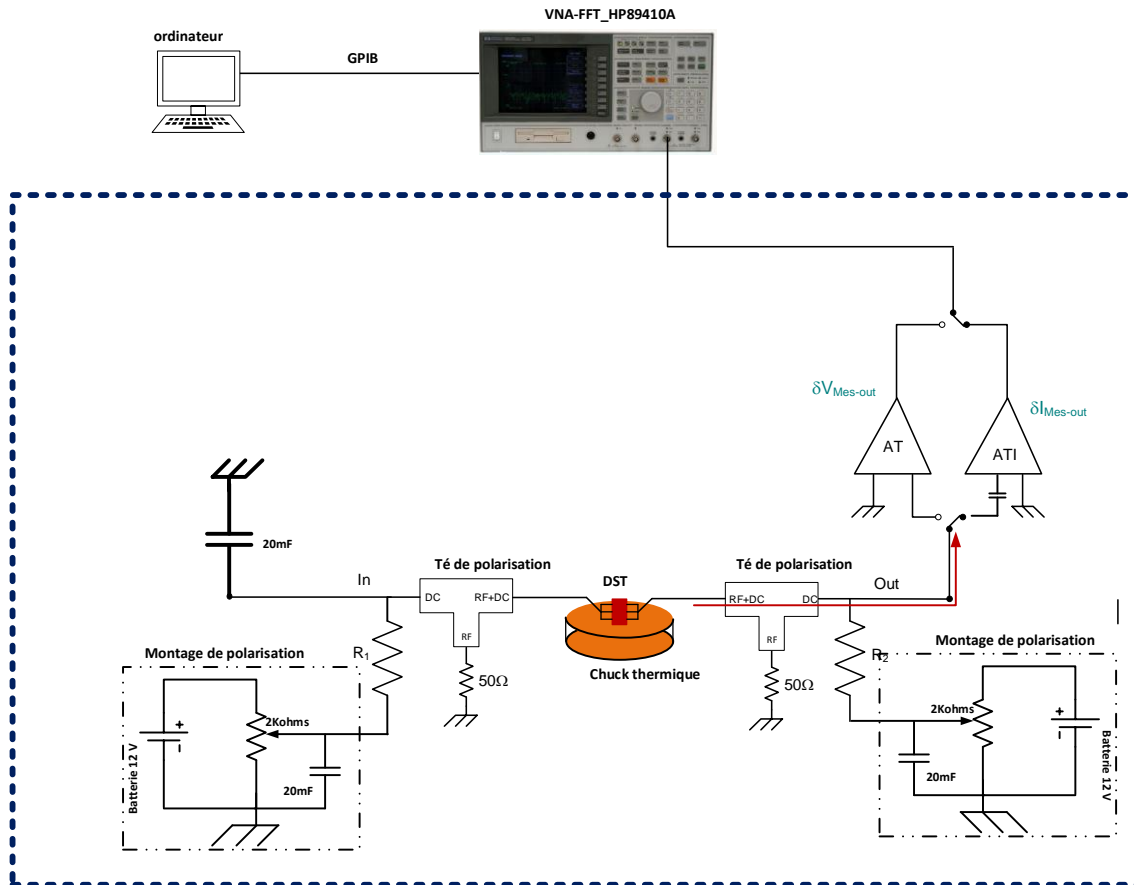 VNA-FFT_HP89410A
ordinateur
GPIB
δV_Mes-out
δI_Mes-out
AT
ATI
20mF
Té de polarisation
Té de polarisation
In
DST
Out
DC
RF+DC
RF+DC
DC
RF
RF
R₁
R₂
Montage de polarisation
Montage de polarisation
50Ω
Chuck thermique
50Ω
2Kohms
2Kohms
+
-
+
-
Batterie 12 V
Batterie 12 V
20mF
20mF